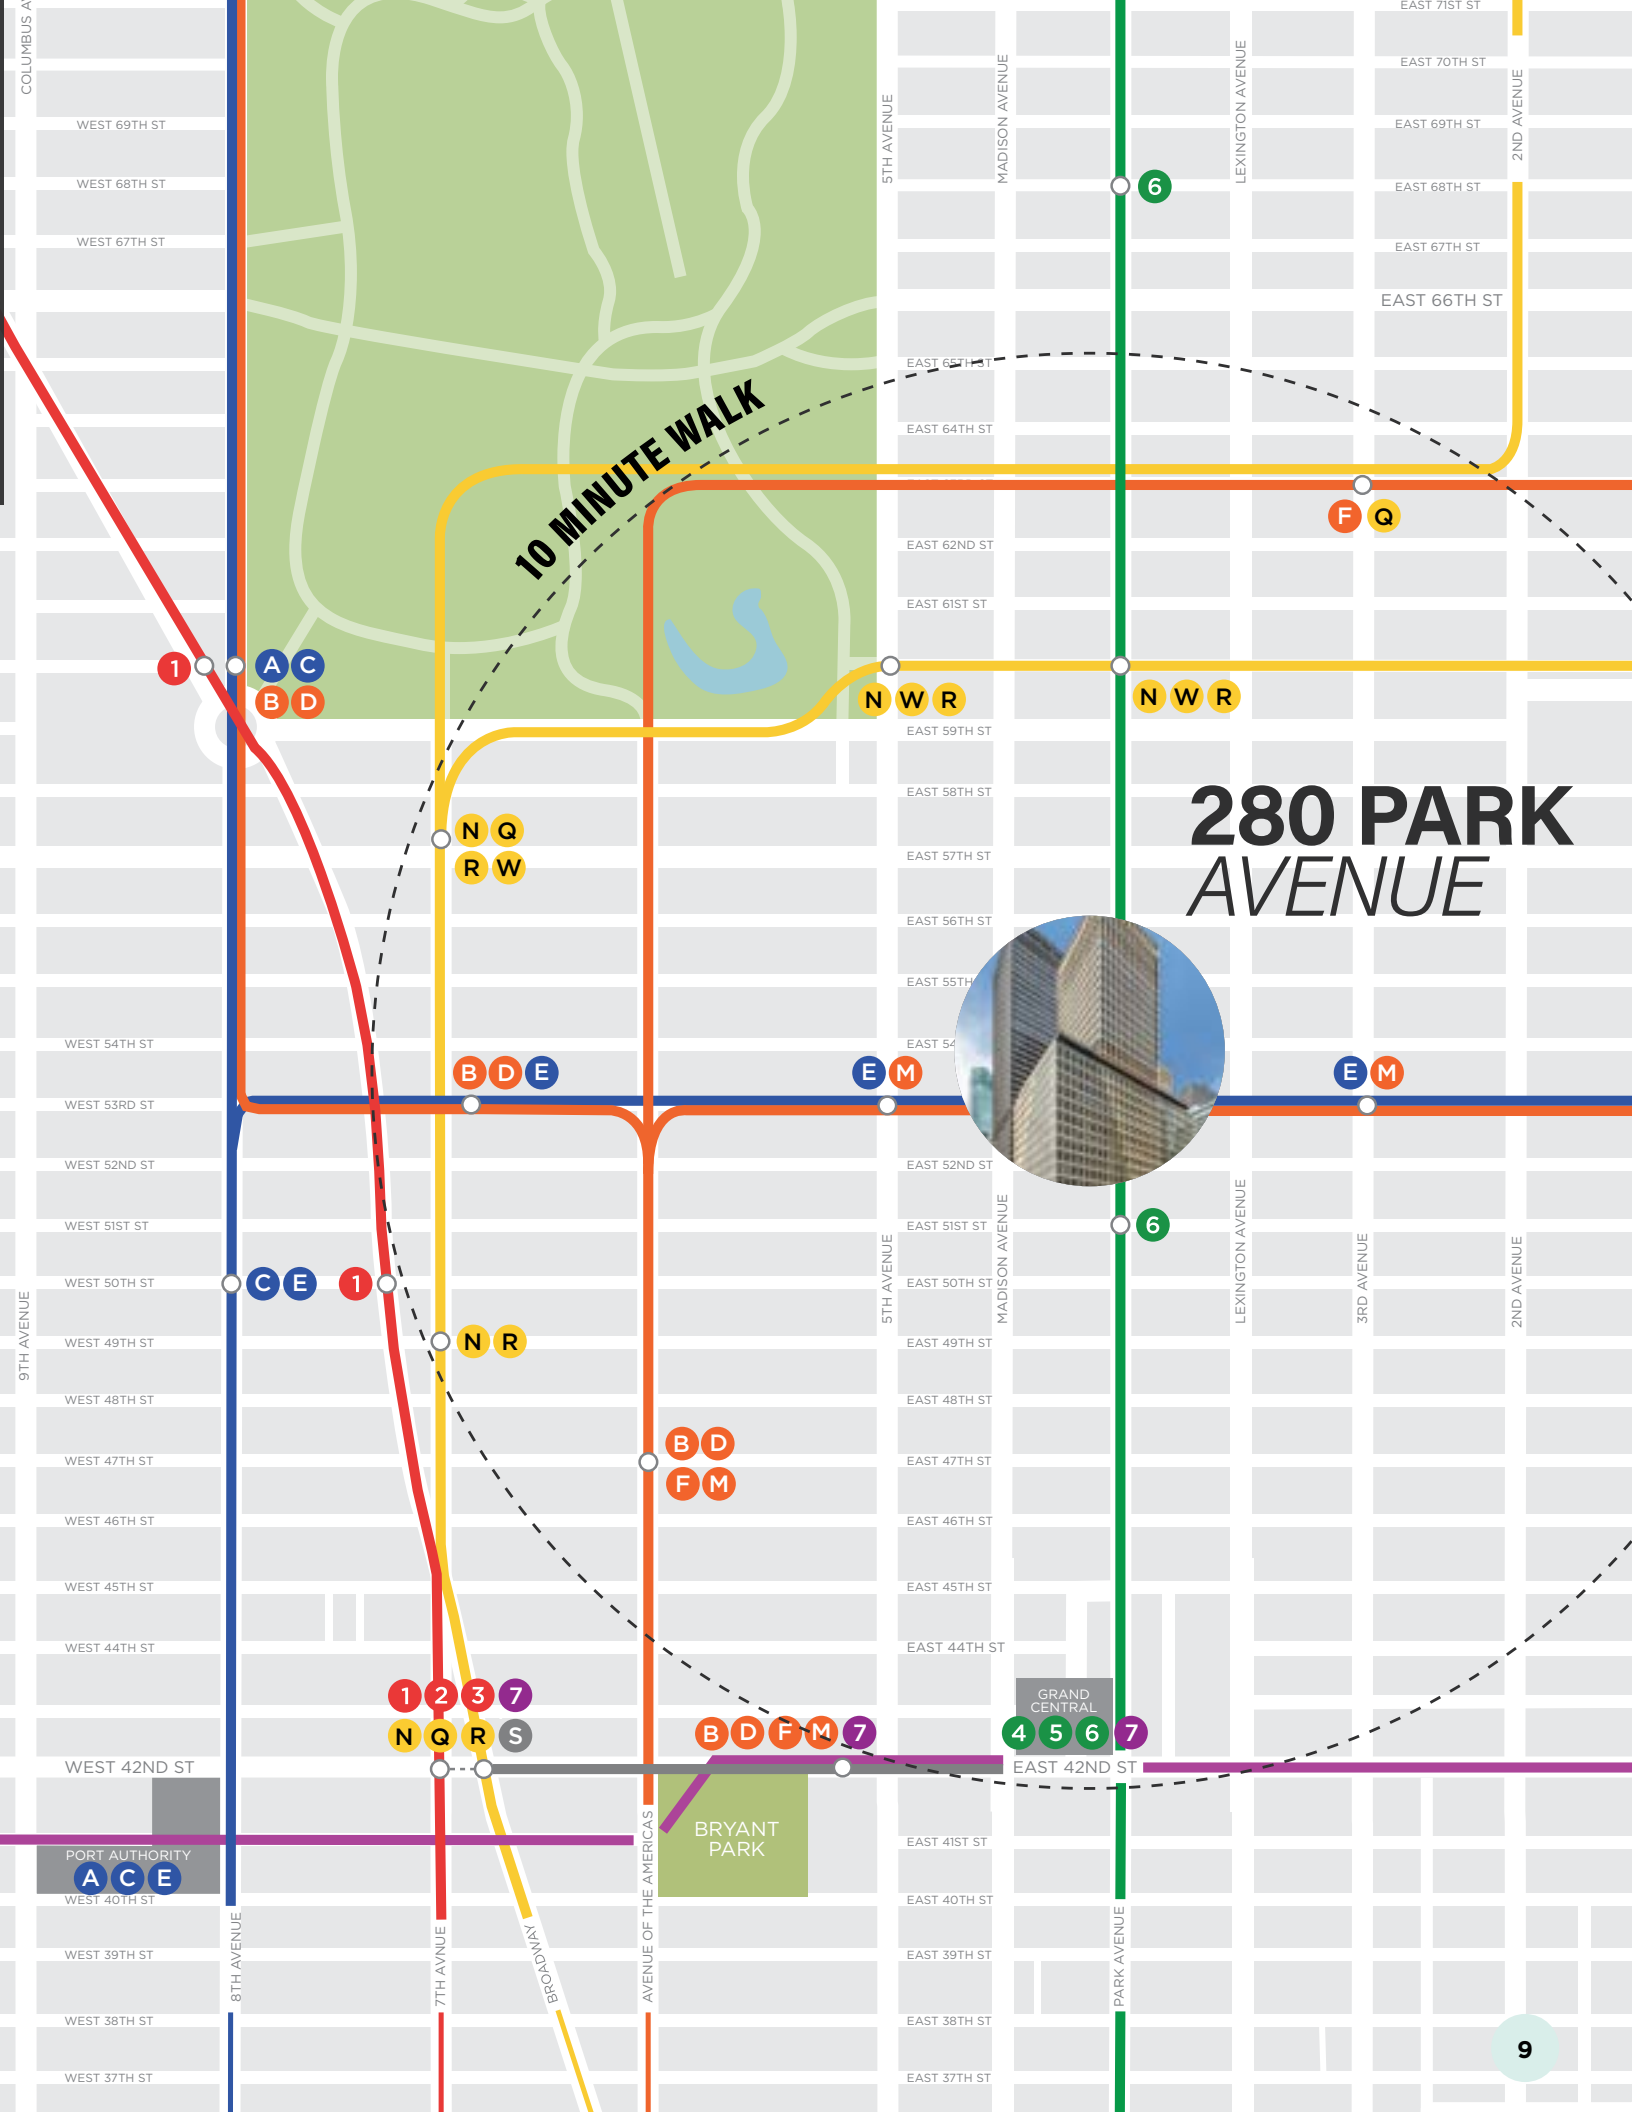 EAST 71ST ST
COLUMBUS AV
EAST 70TH ST
5TH AVENUE
MADISON AVENUE
LEXINGTON AVENUE
2ND AVENUE
WEST 69TH ST
EAST 69TH ST
WEST 68TH ST
EAST 68TH ST
6
WEST 67TH ST
EAST 67TH ST
EAST 66TH ST
EAST 65TH ST
10 MINUTE WALK
EAST 64TH ST
F Q
EAST 62ND ST
EAST 61ST ST
1
A C
B D
N W R
N W R
EAST 59TH ST
EAST 58TH ST
280 PARK
AVENUE
N Q
R W
EAST 57TH ST
EAST 56TH ST
EAST 55TH
WEST 54TH ST
EAST 54
B D E
E M
E M
WEST 53RD ST
WEST 52ND ST
EAST 52ND ST
WEST 51ST ST
EAST 51ST ST
6
5TH AVENUE
MADISON AVENUE
LEXINGTON AVENUE
3RD AVENUE
2ND AVENUE
WEST 50TH ST
C E
1
EAST 50TH ST
9TH AVENUE
WEST 49TH ST
N R
EAST 49TH ST
WEST 48TH ST
EAST 48TH ST
B D
F M
WEST 47TH ST
EAST 47TH ST
WEST 46TH ST
EAST 46TH ST
WEST 45TH ST
EAST 45TH ST
WEST 44TH ST
EAST 44TH ST
1 2 3 7
N Q R S
B D F M 7
GRAND
CENTRAL
4 5 6 7
WEST 42ND ST
EAST 42ND ST
BRYANT
PARK
EAST 41ST ST
PORT AUTHORITY
A C E
WEST 40TH ST
EAST 40TH ST
8TH AVENUE
7TH AVNUE
BROADWAY
AVENUE OF THE AMERICAS
PARK AVENUE
WEST 39TH ST
EAST 39TH ST
WEST 38TH ST
EAST 38TH ST
9
WEST 37TH ST
EAST 37TH ST